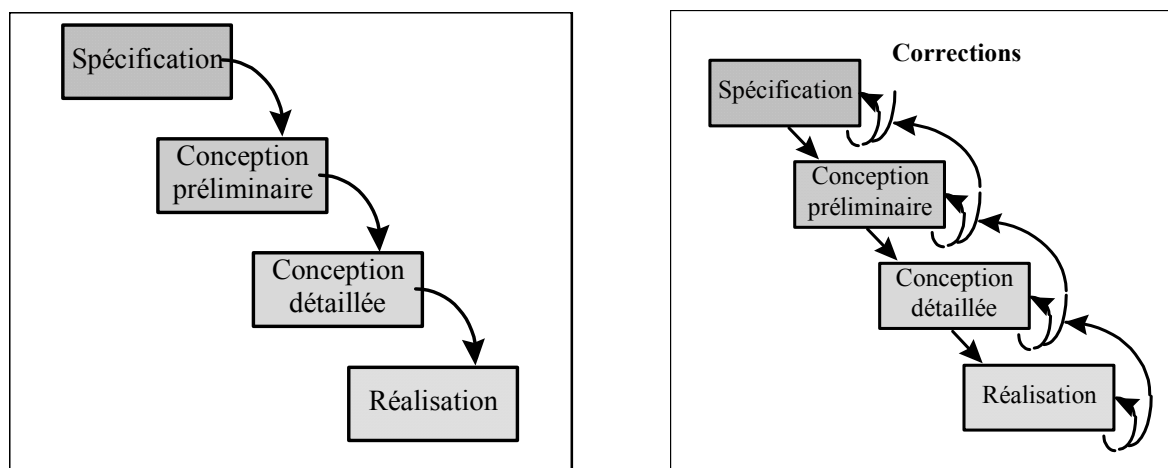 Spécification
Conception
préliminaire
Conception
détaillée
Réalisation
Corrections
Spécification
Conception
préliminaire
Conception
détaillée
Réalisation